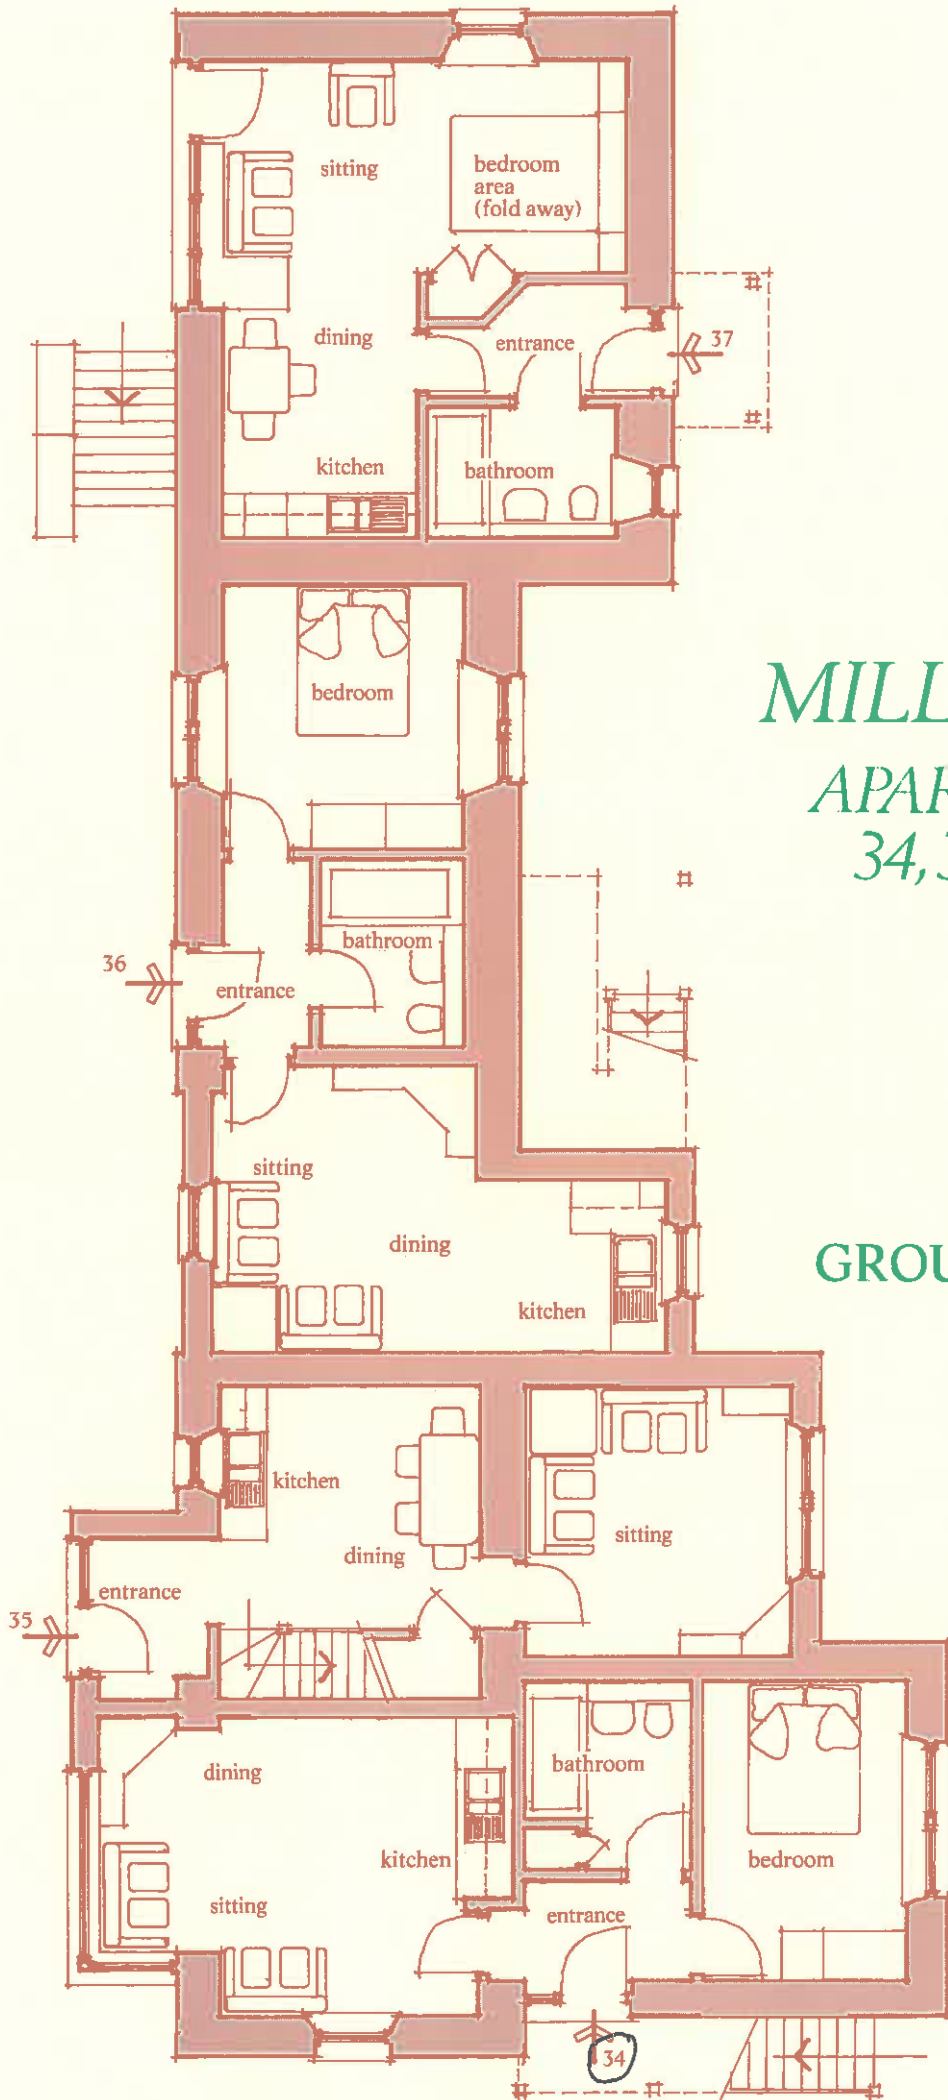 sitting
bedroom
area
(fold away)
dining
entrance
37
kitchen
bathroom
bedroom
MILL
APAR
34,3
bathroom
36
entrance
sitting
dining
GROU
kitchen
kitchen
sitting
dining
entrance
35
dining
bathroom
kitchen
bedroom
sitting
entrance
34